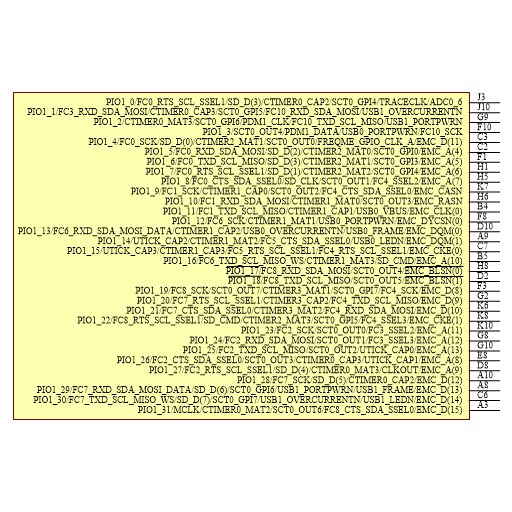 PIO1_0/FC0_RTS_SCL_SSEL1/SD_D(3)/CTIMER0_CAP2/SCT0_GPI4/TRACECLK/ADC0_6 J3
PIO1_1/FC3_RXD_SDA_MOSI/CTIMER0_CAP3/SCT0_GPI5/FC10_RXD_SDA_MOSI/USB1_OVERCURRENTN J10
PIO1_2/CTIMER0_MAT3/SCT0_GPI6/PDM1_CLK/FC10_TXD_SCL_MISO/USB1_PORTPWRN G9
PIO1_3/SCT0_OUT4/PDM1_DATA/USB0_PORTPWRN/FC10_SCK F10
PIO1_4/FC0_SCK/SD_D(0)/CTIMER2_MAT1/SCT0_OUT0/FREQME_GPIO_CLK_A/EMC_D(11) C3
PIO1_5/FC0_RXD_SDA_MOSI/SD_D(2)/CTIMER2_MAT0/SCT0_GPI0/EMC_A(4) C2
PIO1_6/FC0_TXD_SCL_MISO/SD_D(3)/CTIMER2_MAT1/SCT0_GPI3/EMC_A(5) F1
PIO1_7/FC0_RTS_SCL_SSEL1/SD_D(1)/CTIMER2_MAT2/SCT0_GPI4/EMC_A(6) H1
PIO1_8/FC0_CTS_SDA_SSEL0/SD_CLK/SCT0_OUT1/FC4_SSEL2/EMC_A(7) H5
PIO1_9/FC1_SCK/CTIMER1_CAP0/SCT0_OUT2/FC4_CTS_SDA_SSEL0/EMC_CASN K7
PIO1_10/FC1_RXD_SDA_MOSI/CTIMER1_MAT0/SCT0_OUT3/EMC_RASN H6
PIO1_11/FC1_TXD_SCL_MISO/CTIMER1_CAP1/USB0_VBUS/EMC_CLK(0) B4
PIO1_12/FC6_SCK/CTIMER1_MAT1/USB0_PORTPWRN/EMC_DYCSN(0) F8
PIO1_13/FC6_RXD_SDA_MOSI_DATA/CTIMER1_CAP2/USB0_OVERCURRENTN/USB0_FRAME/EMC_DQM(0) D10
PIO1_14/UTICK_CAP2/CTIMER1_MAT2/FC5_CTS_SDA_SSEL0/USB0_LEDN/EMC_DQM(1) A9
PIO1_15/UTICK_CAP3/CTIMER1_CAP3/FC5_RTS_SCL_SSEL1/FC4_RTS_SCL_SSEL1/EMC_CKE(0) C7
PIO1_16/FC6_TXD_SCL_MISO_WS/CTIMER1_MAT3/SD_CMD/EMC_A(10) B5
PIO1_17/FC8_RXD_SDA_MOSI/SCT0_OUT4/EMC_BLSN(0) H8
PIO1_18/FC8_TXD_SCL_MISO/SCT0_OUT5/EMC_BLSN(1) D2
PIO1_19/FC8_SCK/SCT0_OUT7/CTIMER3_MAT1/SCT0_GPI7/FC4_SCK/EMC_D(8) F3
PIO1_20/FC7_RTS_SCL_SSEL1/CTIMER3_CAP2/FC4_TXD_SCL_MISO/EMC_D(9) G2
PIO1_21/FC7_CTS_SDA_SSEL0/CTIMER3_MAT2/FC4_RXD_SDA_MOSI/EMC_D(10) K6
PIO1_22/FC8_RTS_SCL_SSEL1/SD_CMD/CTIMER2_MAT3/SCT0_GPI5/FC4_SSEL3/EMC_CKE(1) K8
PIO1_23/FC2_SCK/SCT0_OUT0/FC3_SSEL2/EMC_A(11) K10
PIO1_24/FC2_RXD_SDA_MOSI/SCT0_OUT1/FC3_SSEL3/EMC_A(12) G8
PIO1_25/FC2_TXD_SCL_MISO/SCT0_OUT2/UTICK_CAP0/EMC_A(13) G10
PIO1_26/FC2_CTS_SDA_SSEL0/SCT0_OUT3/CTIMER0_CAP3/UTICK_CAP1/EMC_A(8) E8
PIO1_27/FC2_RTS_SCL_SSEL1/SD_D(4)/CTIMER0_MAT3/CLKOUT/EMC_A(9) D8
PIO1_28/FC7_SCK/SD_D(5)/CTIMER0_CAP2/EMC_D(12) A10
PIO1_29/FC7_RXD_SDA_MOSI_DATA/SD_D(6)/SCT0_GPI6/USB1_PORTPWRN/USB1_FRAME/EMC_D(13) A8
PIO1_30/FC7_TXD_SCL_MISO_WS/SD_D(7)/SCT0_GPI7/USB1_OVERCURRENTN/USB1_LEDN/EMC_D(14) C6
PIO1_31/MCLK/CTIMER0_MAT2/SCT0_OUT6/FC8_CTS_SDA_SSEL0/EMC_D(15) A3